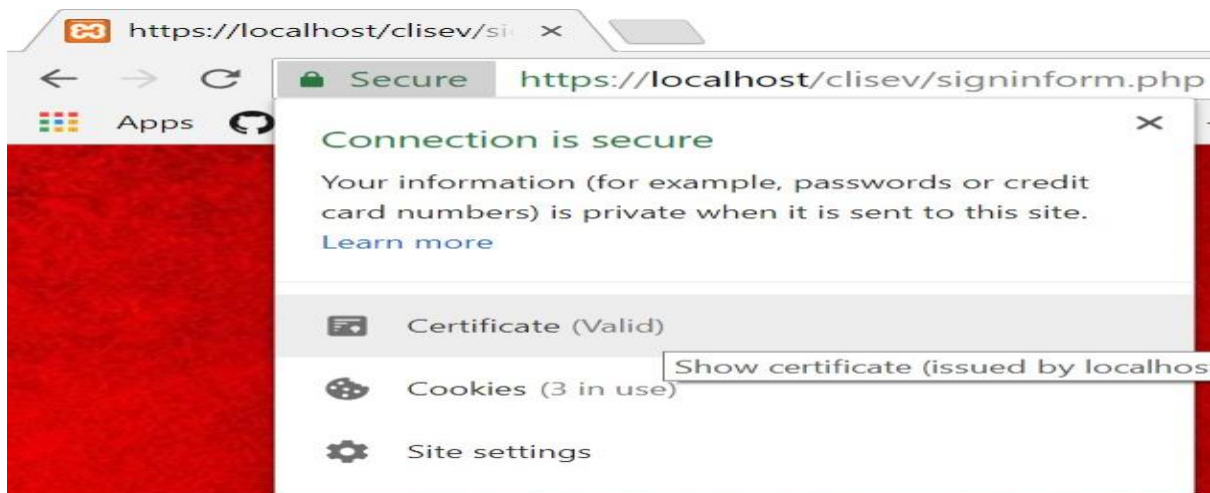 https://localhost/clisev/si
Secure https://localhost/clisev/signinform.php
Apps
Connection is secure
Your information (for example, passwords or credit
card numbers) is private when it is sent to this site.
Learn more
Certificate (Valid)
Show certificate (issued by localhos
Cookies (3 in use)
Site settings